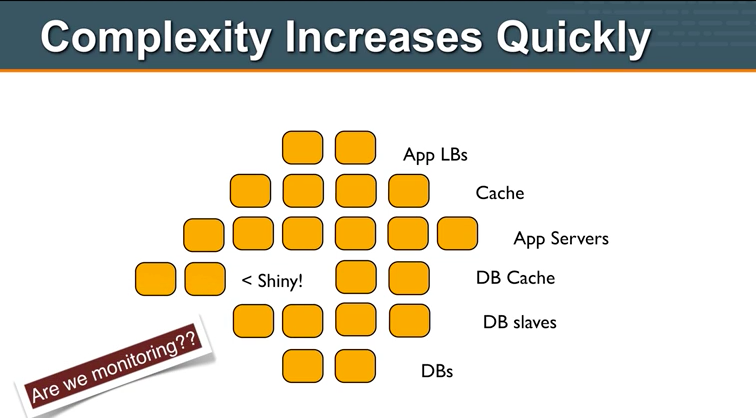 Complexity Increases Quickly
App LBs
Cache
App Servers
< Shiny!
DB Cache
DB slaves
DBs
Are we monitoring??